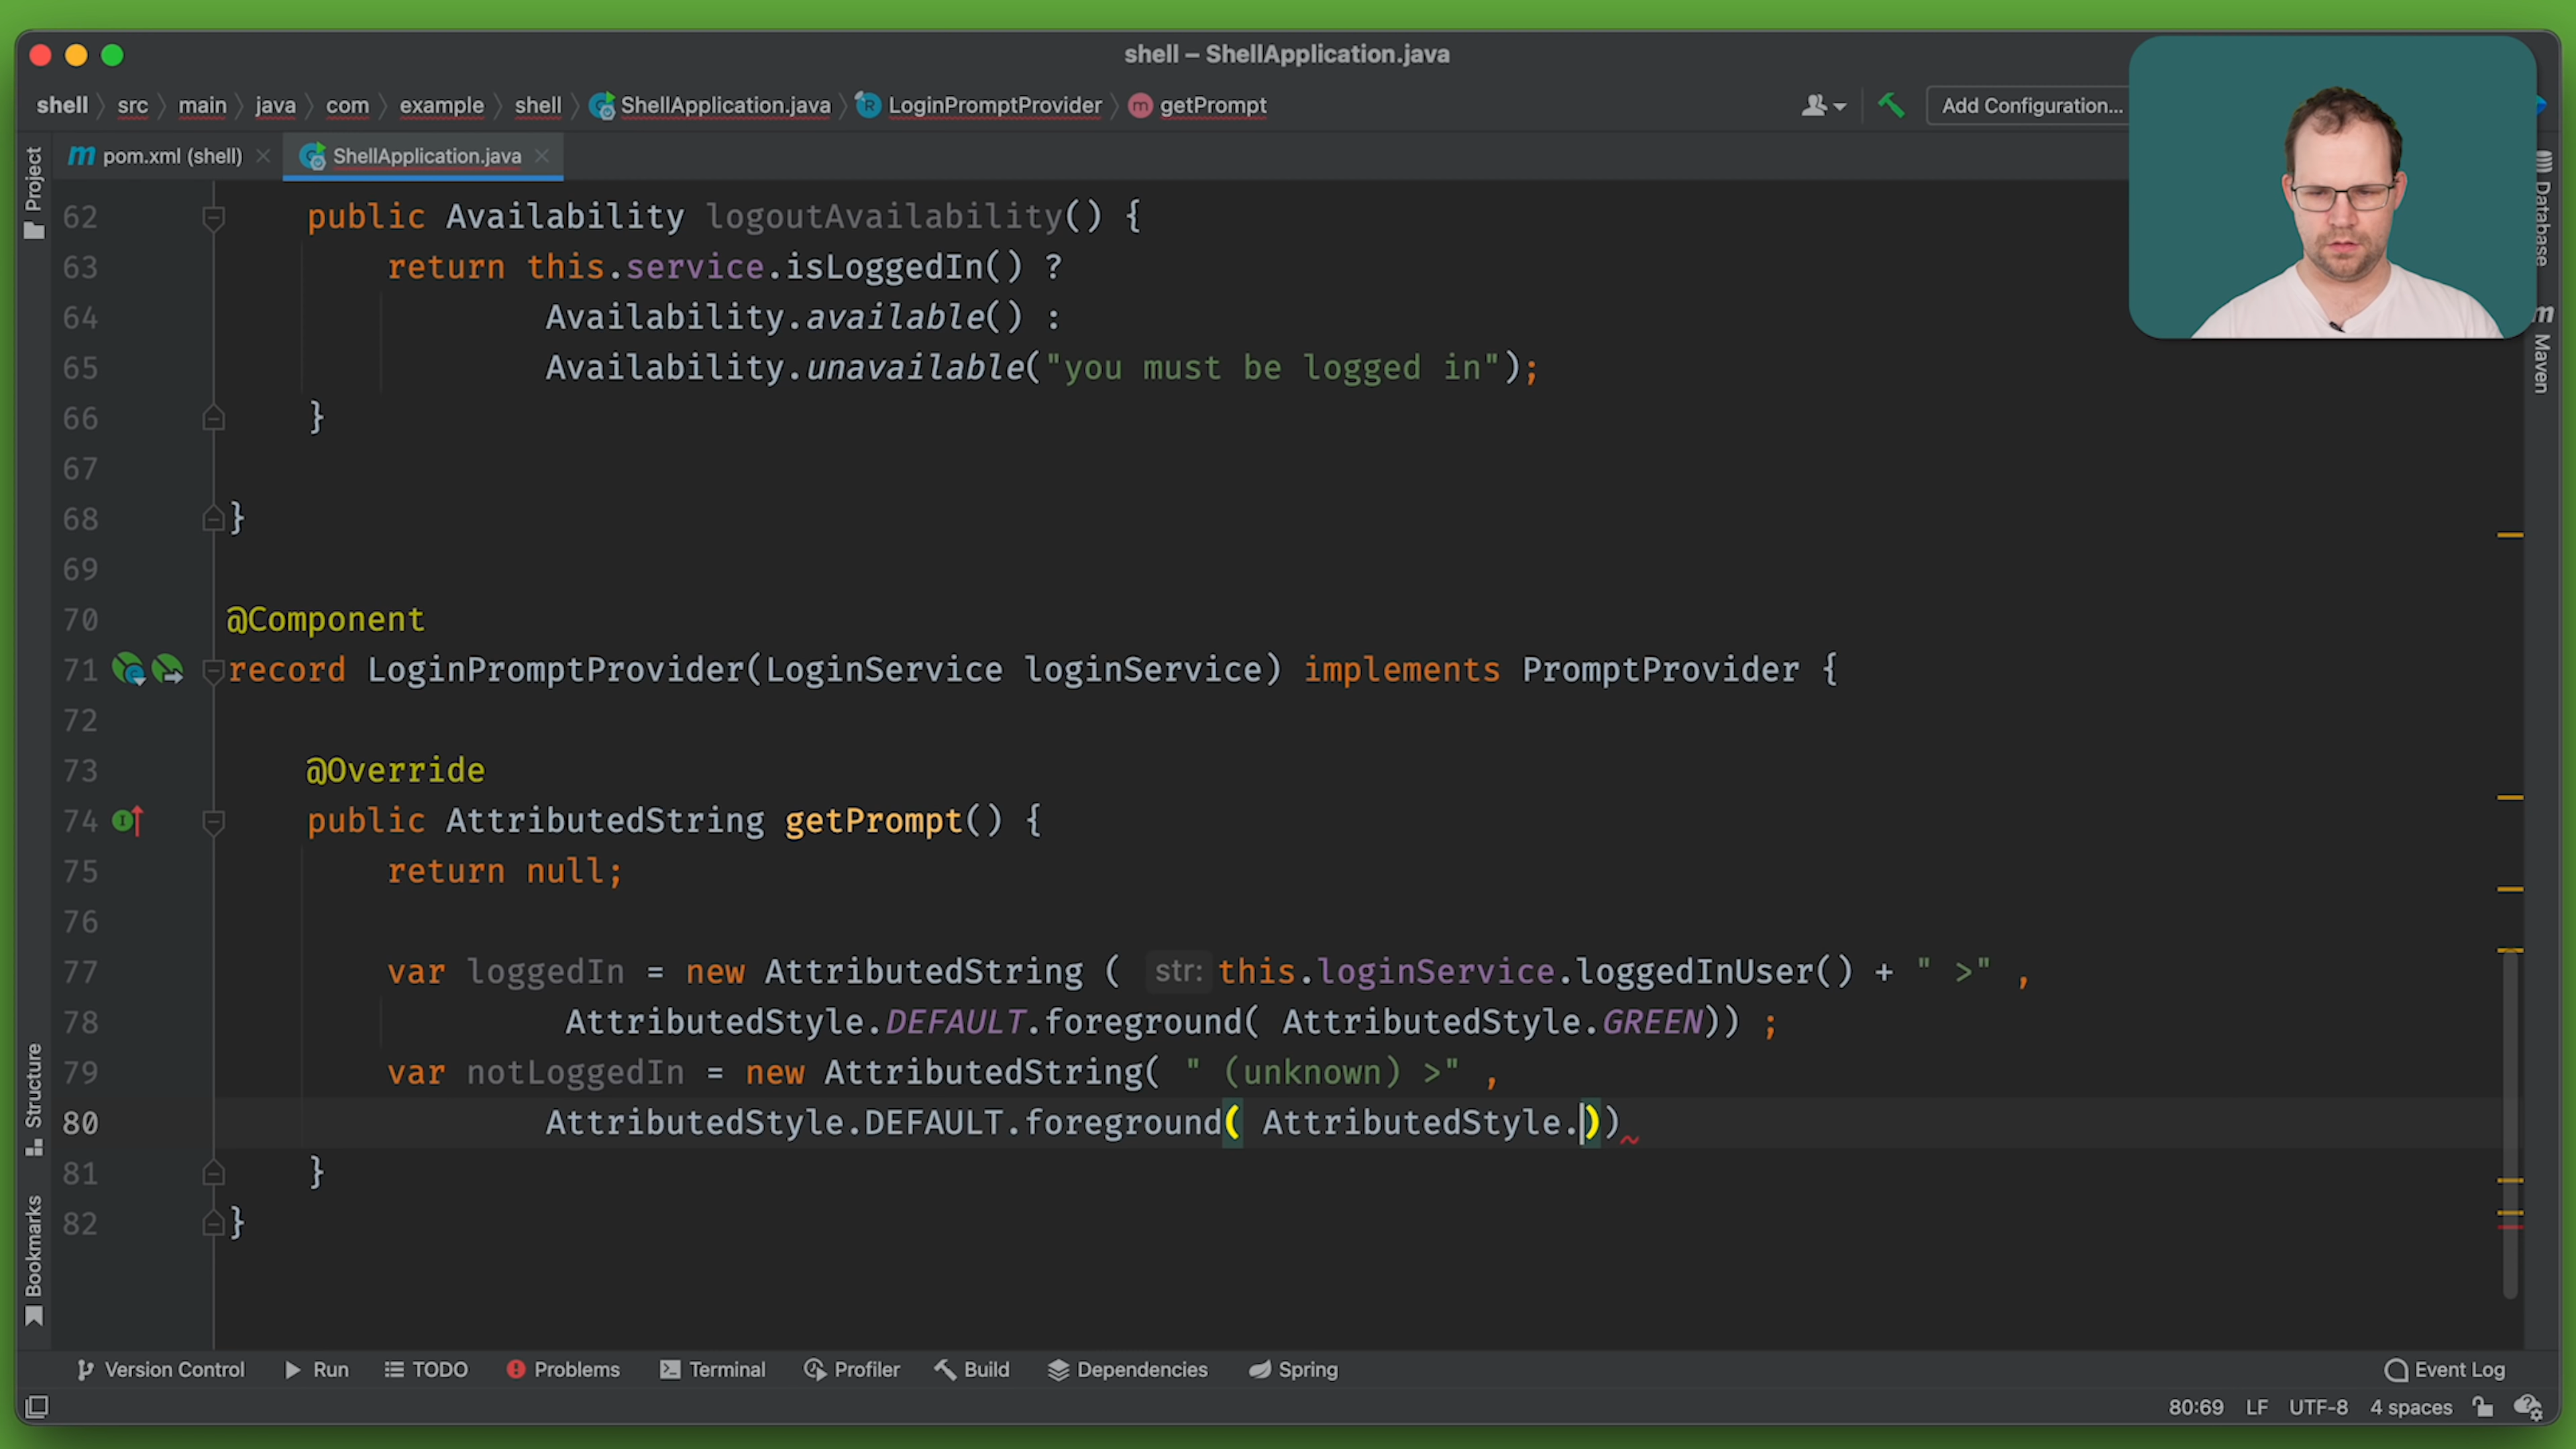 shell – ShellApplication.java
shell src main java com example shell ShellApplication.java LoginPromptProvider getPrompt
Add Configuration...
pom.xml (shell) ShellApplication.java
Project
Structure
Bookmarks
Database
Maven
62 public Availability logoutAvailability() {
63 return this.service.isLoggedIn() ?
64 Availability.available() :
65 Availability.unavailable("you must be logged in");
66 }
67
68 }
69
70 @Component
71 record LoginPromptProvider(LoginService loginService) implements PromptProvider {
72
73 @Override
74 public AttributedString getPrompt() {
75 return null;
76
77 var loggedIn = new AttributedString ( str: this.loginService.loggedInUser() + " >" ,
78 AttributedStyle.DEFAULT.foreground( AttributedStyle.GREEN)) ;
79 var notLoggedIn = new AttributedString( " (unknown) >" ,
80 AttributedStyle.DEFAULT.foreground( AttributedStyle.))
81 }
82 }
Version Control Run TODO Problems Terminal Profiler Build Dependencies Spring Event Log
80:69 LF UTF-8 4 spaces